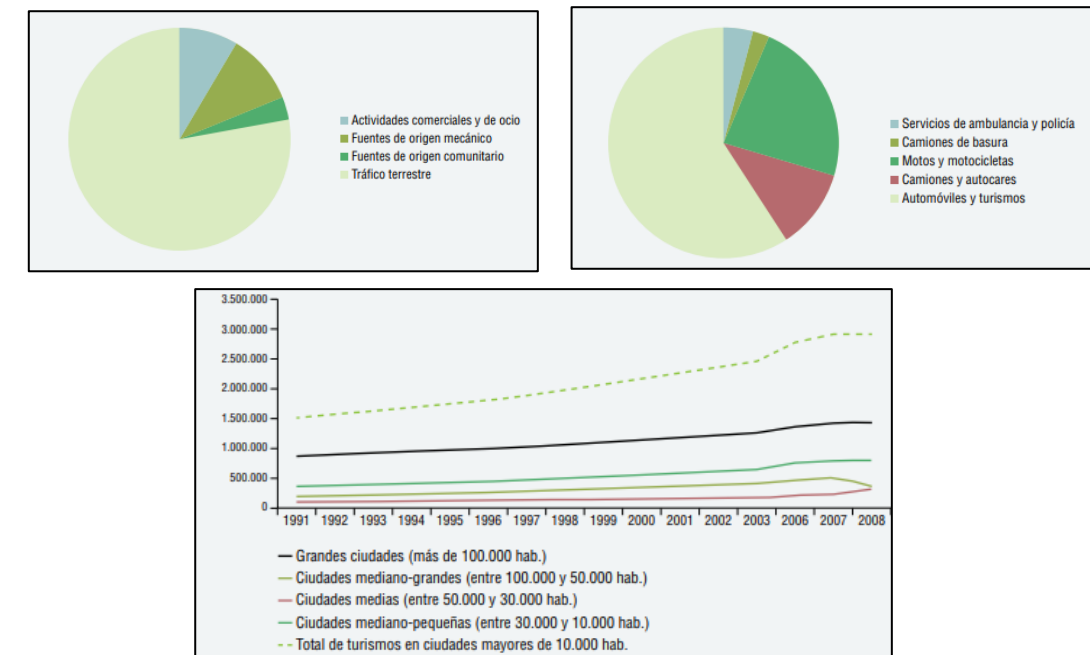 Actividades comerciales y de ocio
Fuentes de origen mecánico
Fuentes de origen comunitario
Tráfico terrestre
Servicios de ambulancia y policía
Camiones de basura
Motos y motocicletas
Camiones y autocares
Automóviles y turismos
3.500.000
3.000.000
2.500.000
2.000.000
1.500.000
1.000.000
500.000
0
1991 1992 1993 1994 1995 1996 1997 1998 1999 2000 2001 2002 2003 2006 2007 2008
Grandes ciudades (más de 100.000 hab.)
Ciudades mediano-grandes (entre 100.000 y 50.000 hab.)
Ciudades medias (entre 50.000 y 30.000 hab.)
Ciudades mediano-pequeñas (entre 30.000 y 10.000 hab.)
Total de turismos en ciudades mayores de 10.000 hab.